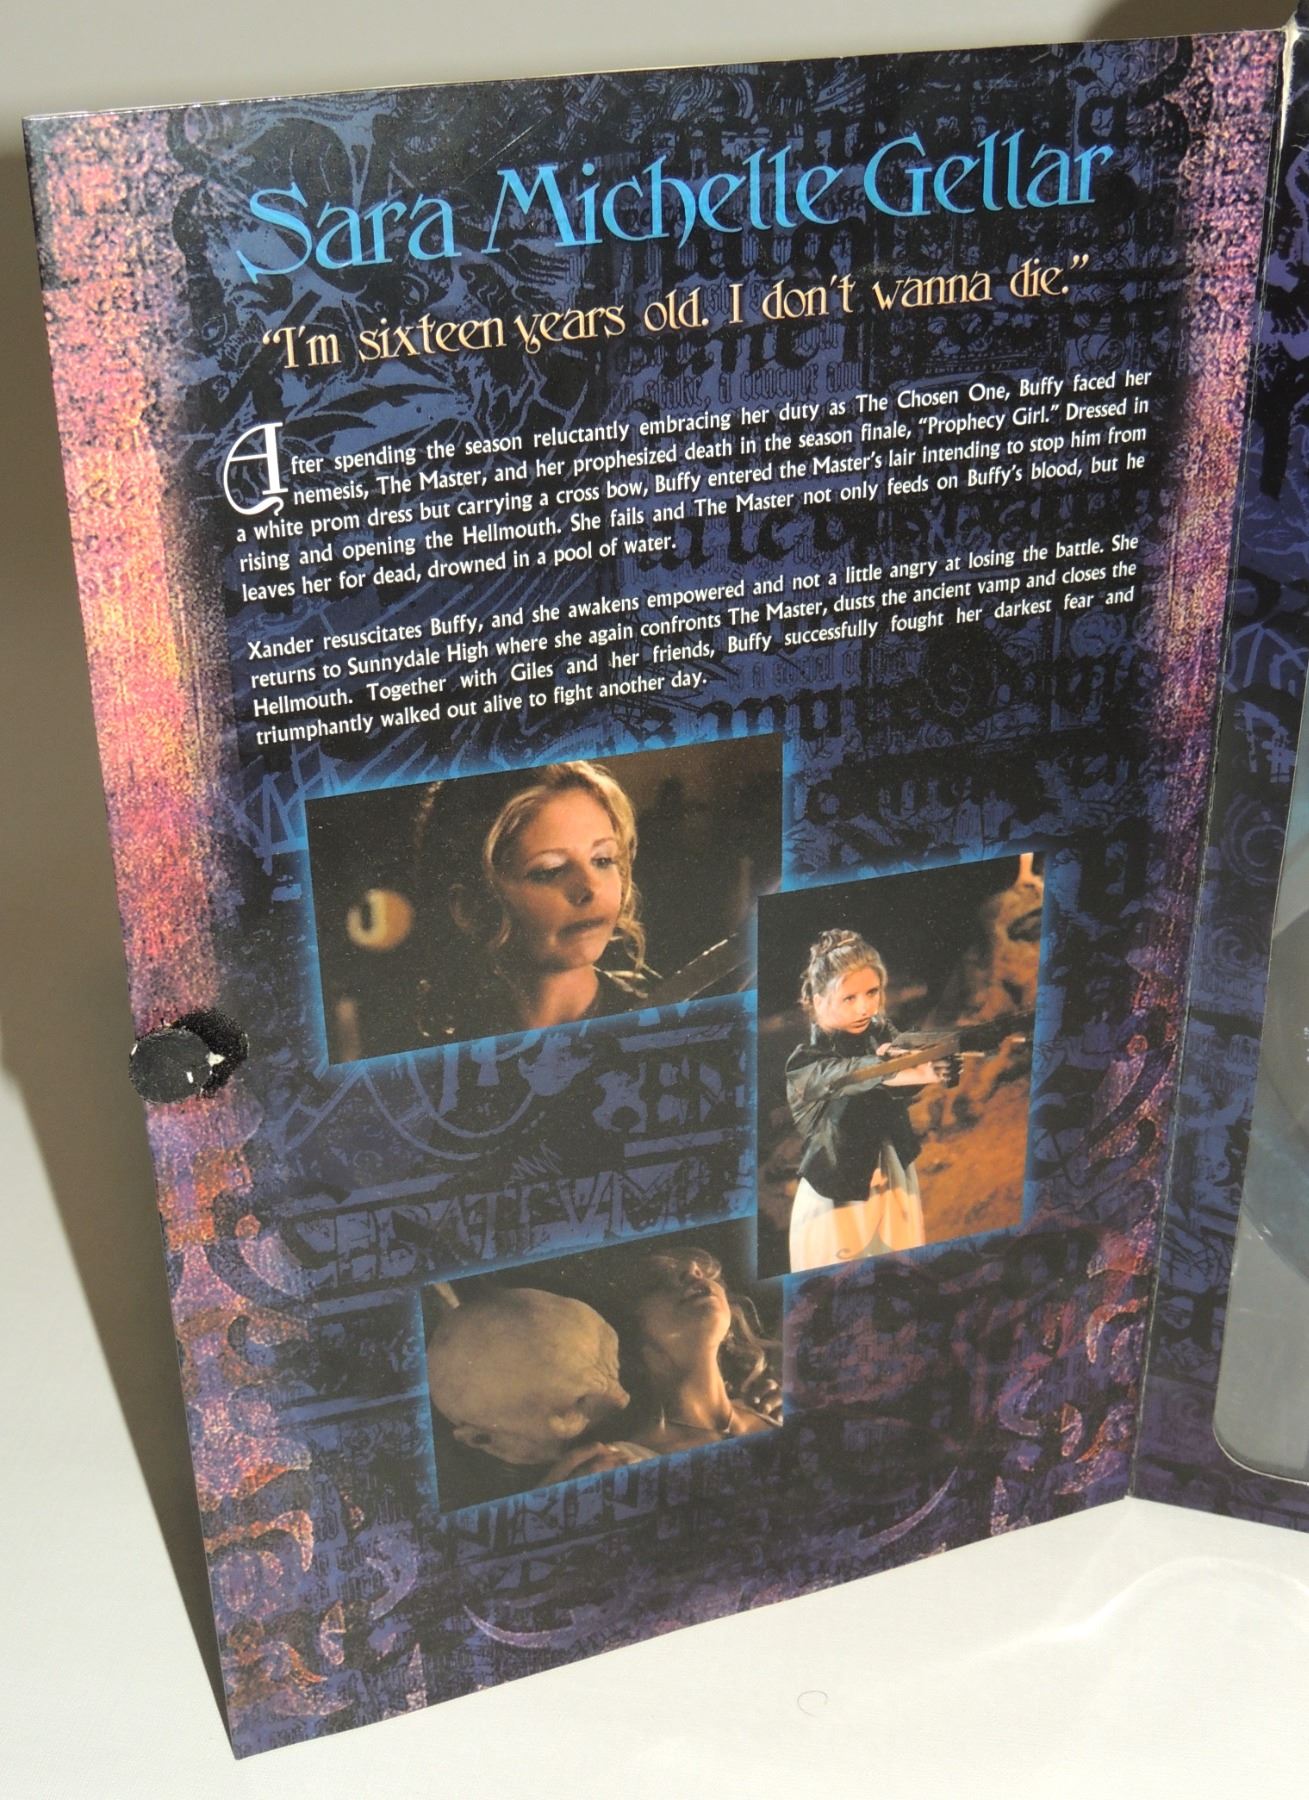 Sara Michelle Gellar
“I'm sixteen years old. I don't wanna die.”
After spending the season reluctantly embracing her duty as The Chosen One, Buffy faced her
nemesis, The Master, and her prophesized death in the season finale, “Prophecy Girl.” Dressed in
a white prom dress but carrying a cross bow, Buffy entered the Master's lair intending to stop him from
rising and opening the Hellmouth. She fails and The Master not only feeds on Buffy's blood, but he
leaves her for dead, drowned in a pool of water.
Xander resuscitates Buffy, and she awakens empowered and not a little angry at losing the battle. She
returns to Sunnydale High where she again confronts The Master, dusts the ancient vamp and closes the
Hellmouth. Together with Giles and her friends, Buffy successfully fought her darkest fear and
triumphantly walked out alive to fight another day.